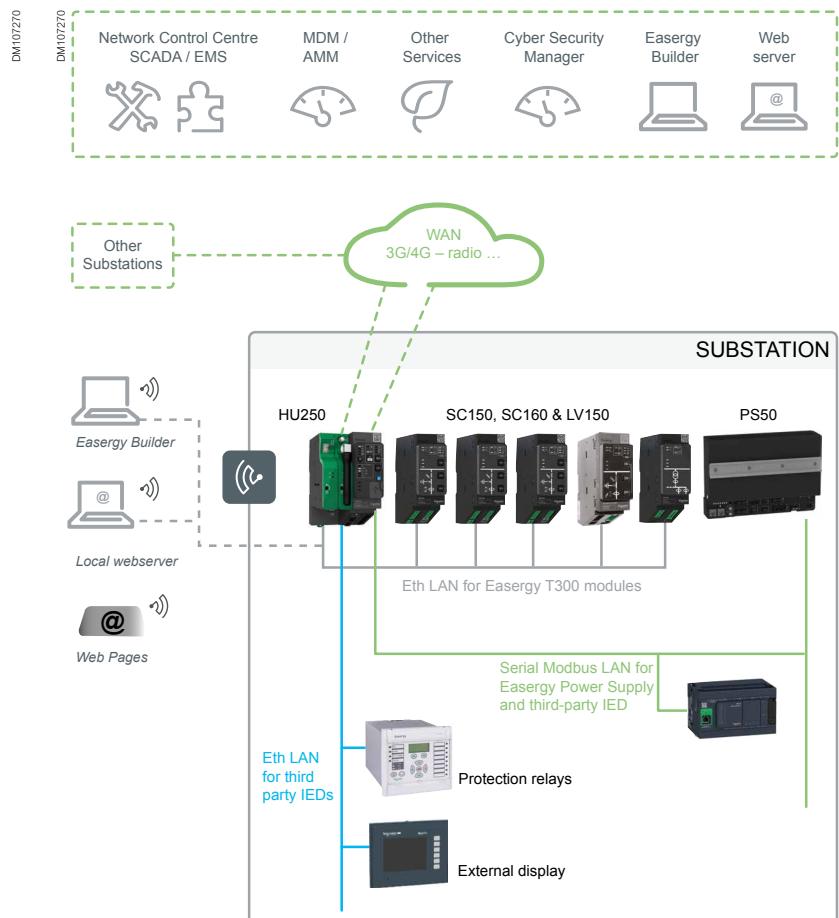 DM107270
DM107270
Network Control Centre
SCADA / EMS
MDM /
AMM
Other
Services
Cyber Security
Manager
Easergy
Builder
Web
server
@
Other
Substations
WAN
3G/4G – radio ...
SUBSTATION
HU250
SC150, SC160 & LV150
PS50
Easergy Builder
@
Local webserver
@
Web Pages
Eth LAN for Easergy T300 modules
Serial Modbus LAN for
Easergy Power Supply
and third-party IED
Eth LAN
for third
party IEDs
Protection relays
External display